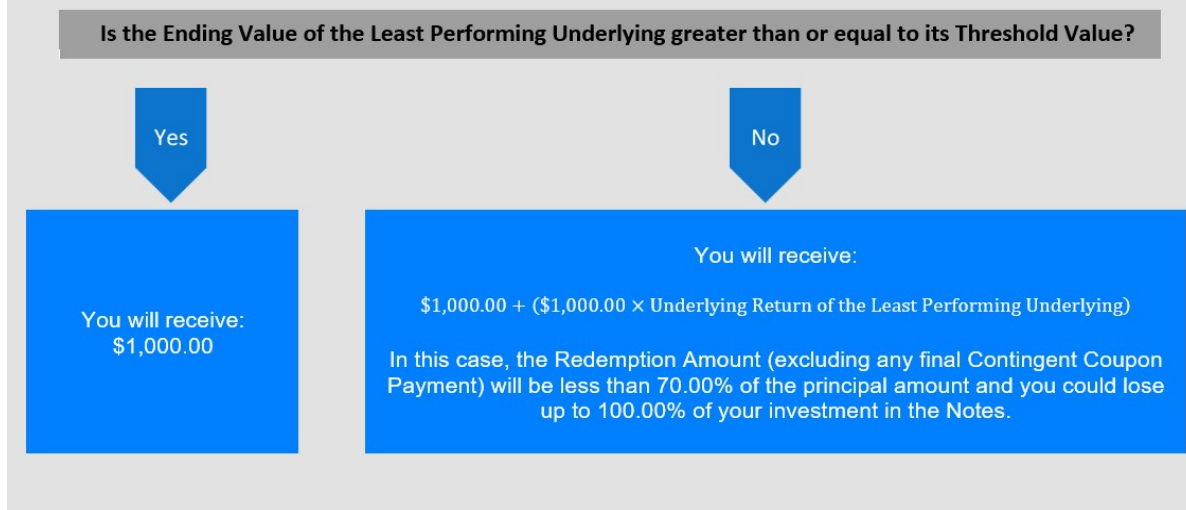 Is the Ending Value of the Least Performing Underlying greater than or equal to its Threshold Value?
Yes
No
You will receive:
$1,000.00
You will receive:
$1,000.00 + ($1,000.00 × Underlying Return of the Least Performing Underlying)
In this case, the Redemption Amount (excluding any final Contingent Coupon
Payment) will be less than 70.00% of the principal amount and you could lose
up to 100.00% of your investment in the Notes.